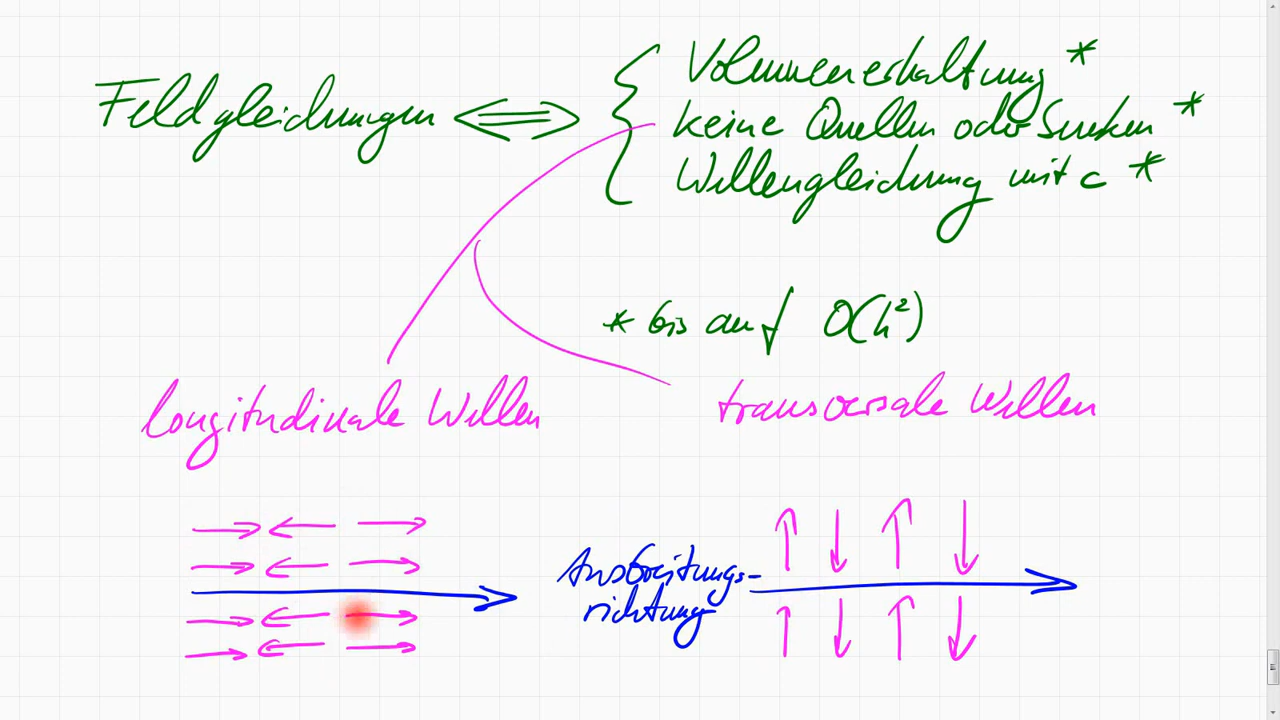 Feldgleichungen ⟺ { Volumenerhaltung *
keine Quellen oder Senken *
Wellengleichung mit c *
* bis auf O(h²)
longitudinale Wellen
transversale Wellen
Ausbreitungs-
richtung